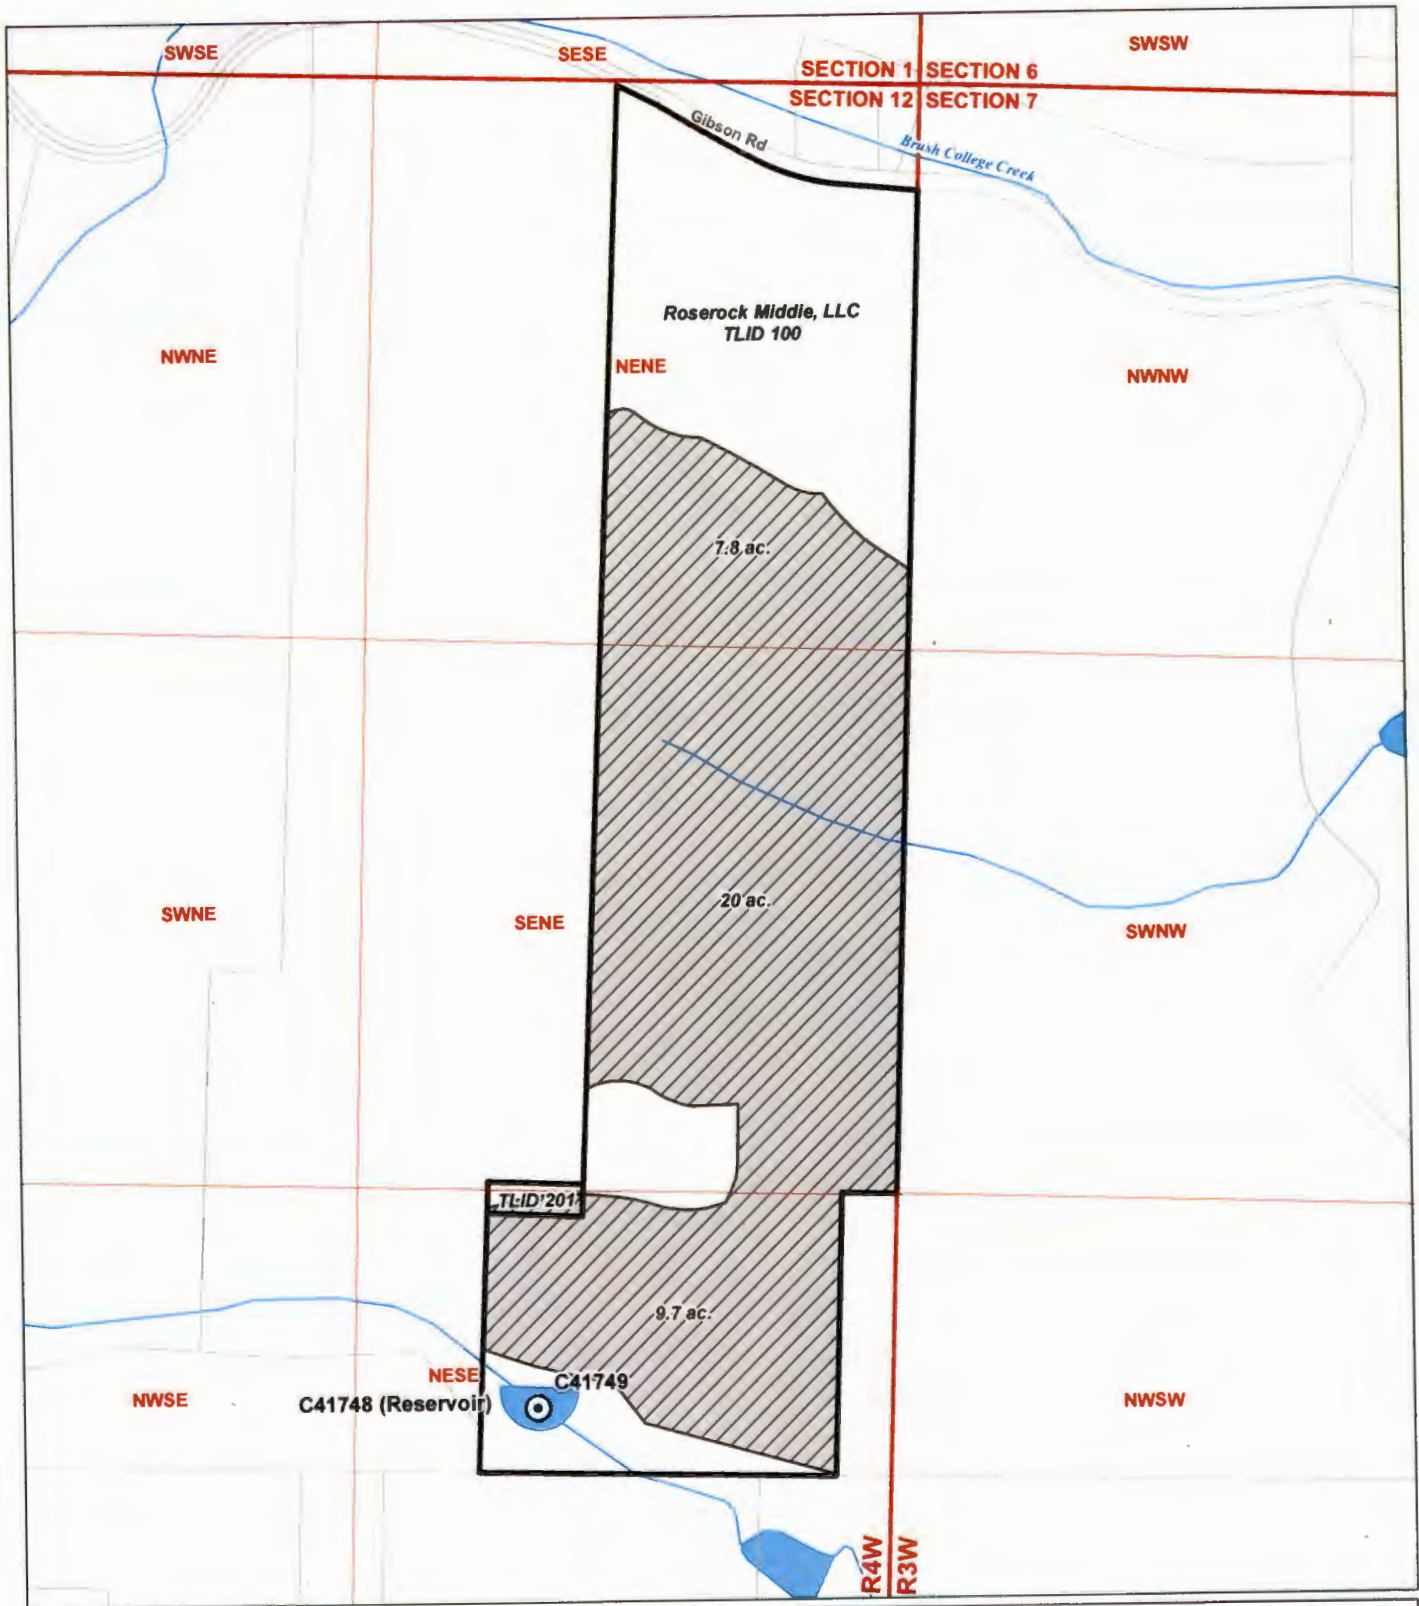 SWSE
SESE
SWSW
SECTION 1 SECTION 6
SECTION 12 SECTION 7
Gibson Rd
Brush College Creek
Roserock Middle, LLC
TLID 100
NWNE
NENE
NWNW
7.8 ac.
20 ac.
SWNE
SENE
SWNW
TLID 201
9.7 ac.
NESE
C41749
C41748 (Reservoir)
NWSE
NWSW
R4W
R3W